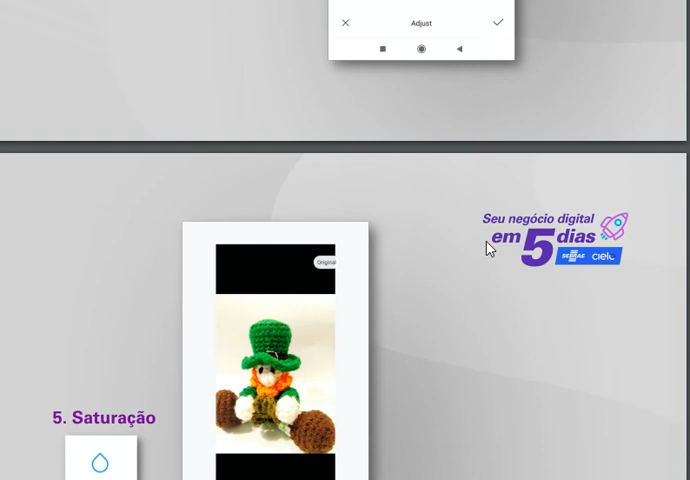 Adjust
Seu negócio digital
em 5 dias
SEBRAE cielo
Original
5. Saturação